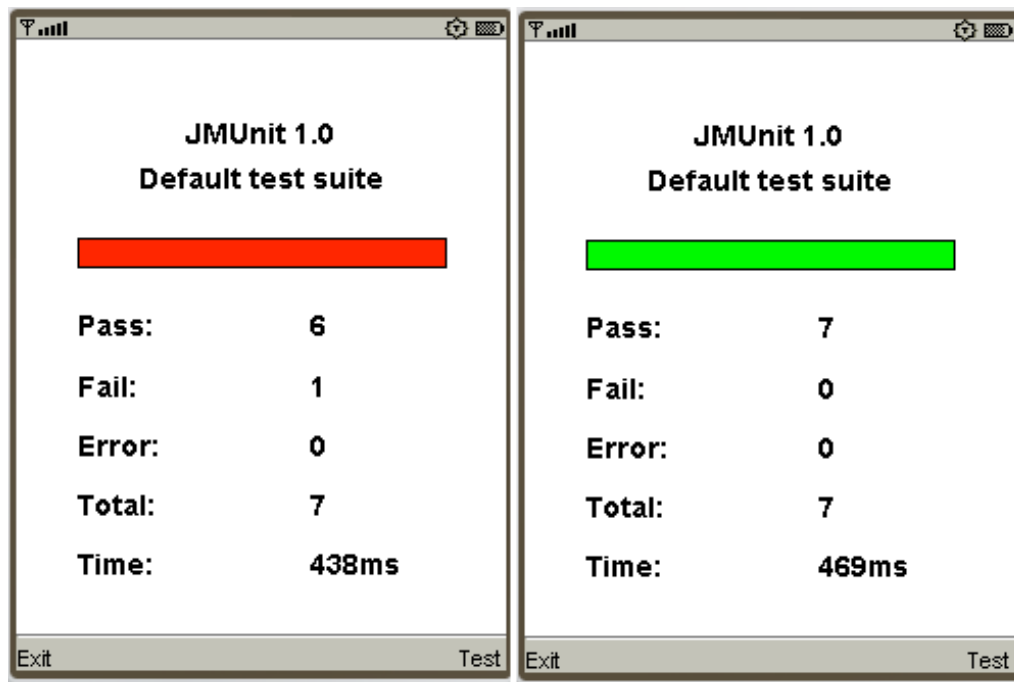 JMUnit 1.0
Default test suite
Pass: 6
Fail: 1
Error: 0
Total: 7
Time: 438ms
Exit Test
JMUnit 1.0
Default test suite
Pass: 7
Fail: 0
Error: 0
Total: 7
Time: 469ms
Exit Test